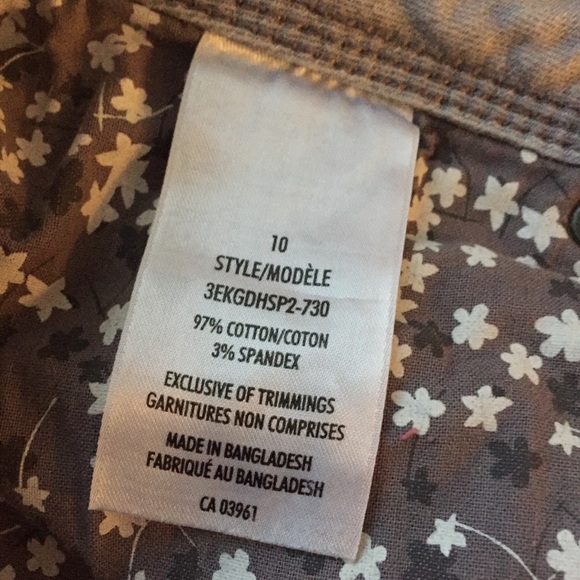 10
STYLE/MODÈLE
3EKGDHSP2-730
97% COTTON/COTON
3% SPANDEX
EXCLUSIVE OF TRIMMINGS
GARNITURES NON COMPRISES
MADE IN BANGLADESH
FABRIQUÉ AU BANGLADESH
CA 03961